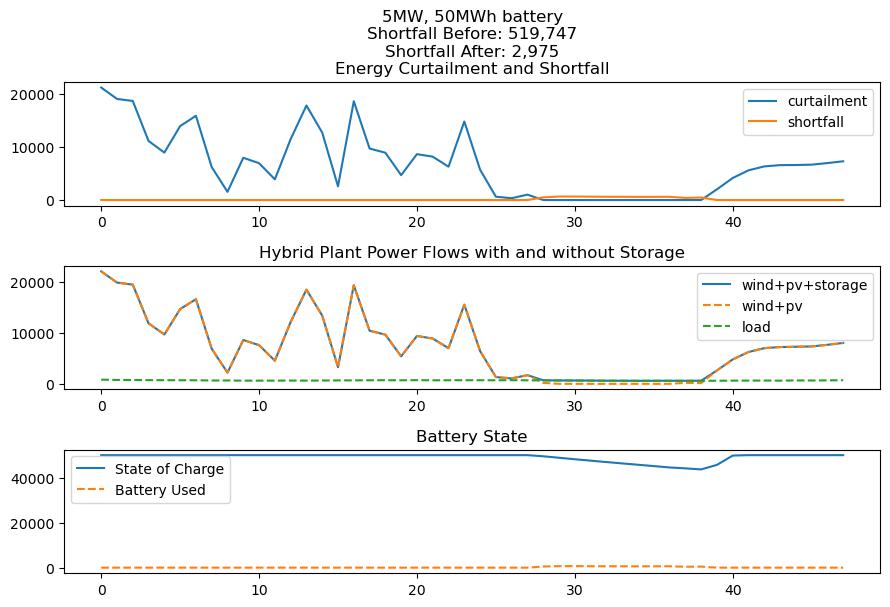 5MW, 50MWh battery
Shortfall Before: 519,747
Shortfall After: 2,975
Energy Curtailment and Shortfall
20000
10000
0
curtailment
shortfall
0 10 20 30 40
Hybrid Plant Power Flows with and without Storage
20000
10000
0
wind+pv+storage
wind+pv
load
0 10 20 30 40
Battery State
40000
20000
0
State of Charge
Battery Used
0 10 20 30 40